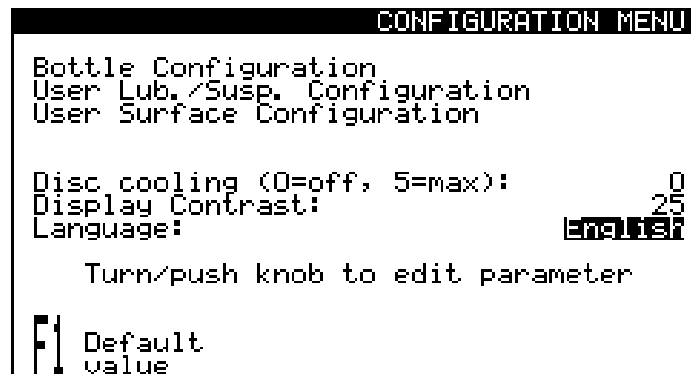 CONFIGURATION MENU
Bottle Configuration
User Lub./Susp. Configuration
User Surface Configuration
Disc cooling (0=off, 5=max): 0
Display Contrast: 25
Language: English
Turn/push knob to edit parameter
F1 Default
value